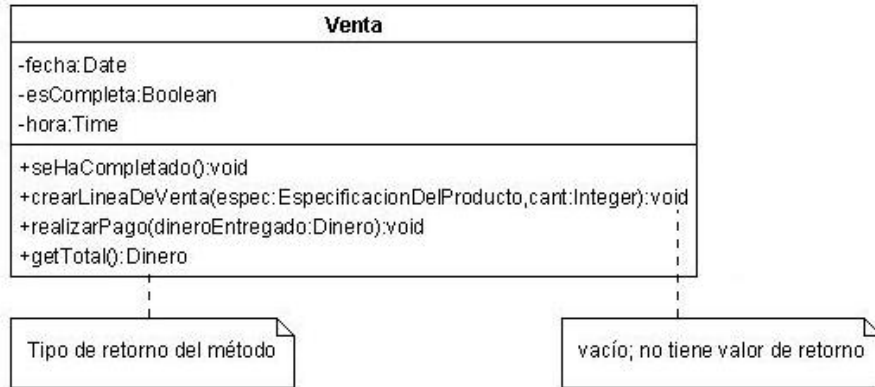 Venta
-fecha:Date
-esCompleta:Boolean
-hora:Time
+seHaCompletado():void
+crearLineaDeVenta(espec:EspecificacionDelProducto,cant:Integer):void
+realizarPago(dineroEntregado:Dinero):void
+getTotal():Dinero
Tipo de retorno del método
vacío; no tiene valor de retorno